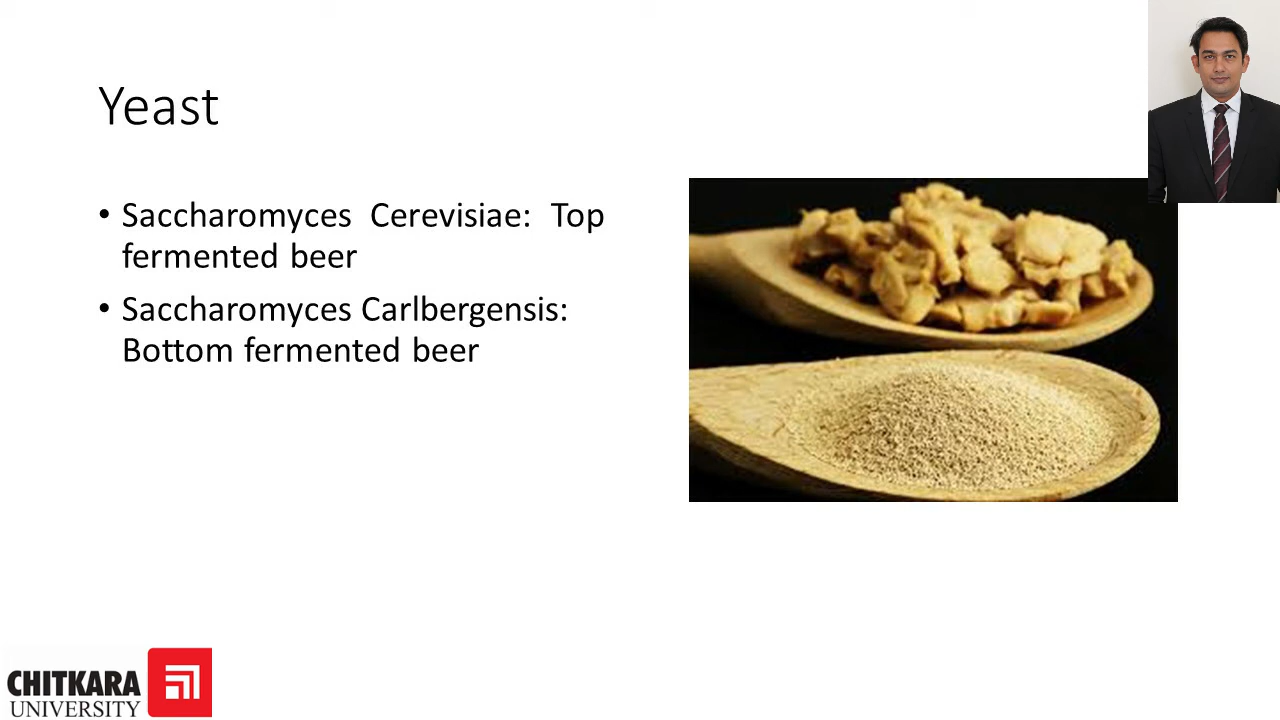 Yeast
• Saccharomyces Cerevisiae: Top
fermented beer
• Saccharomyces Carlbergensis:
Bottom fermented beer
CHITKARA
UNIVERSITY